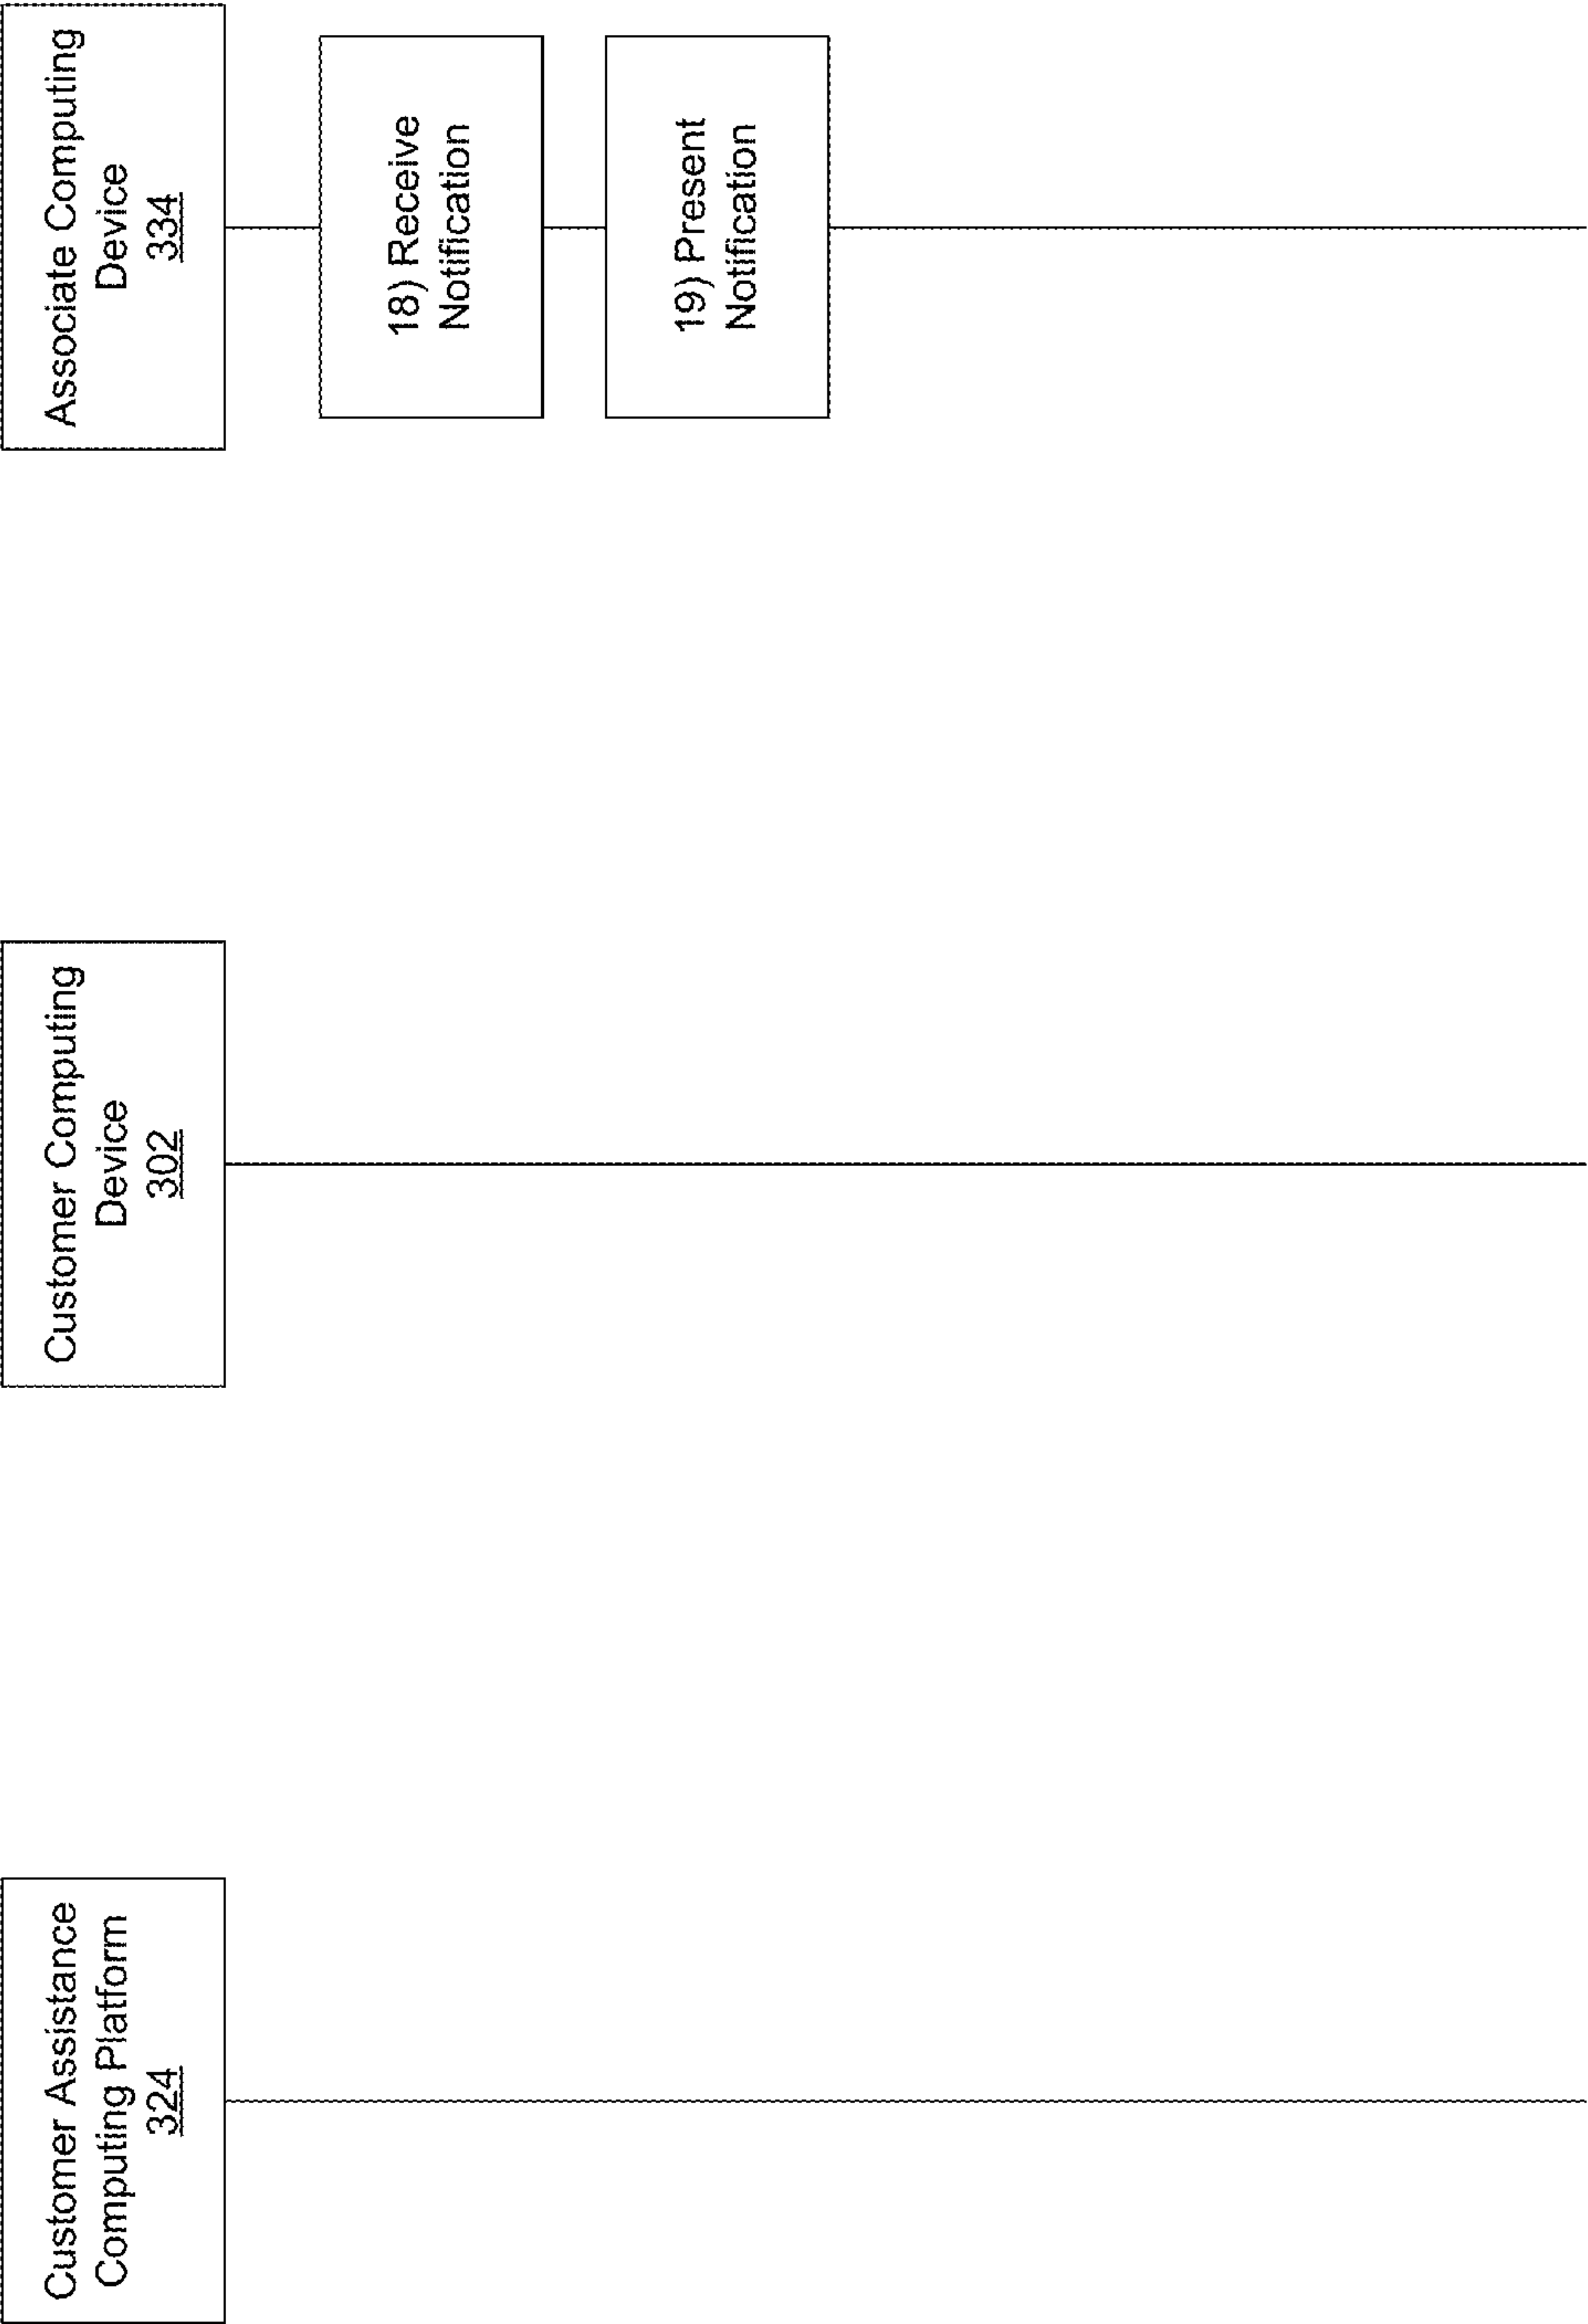 Customer Assistance
Computing Platform
324
Customer Computing
Device
302
Associate Computing
Device
334
18) Receive
Notification
19) Present
Notification